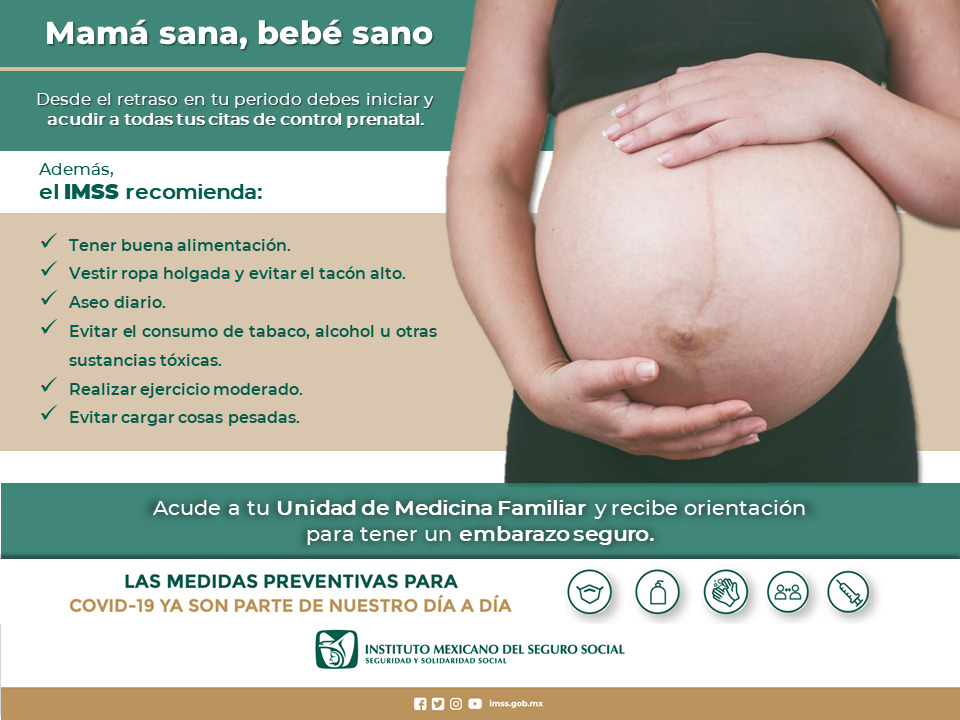 Mamá sana, bebé sano
Desde el retraso en tu periodo debes iniciar y
acudir a todas tus citas de control prenatal.
Además,
el IMSS recomienda:
Tener buena alimentación.
Vestir ropa holgada y evitar el tacón alto.
Aseo diario.
Evitar el consumo de tabaco, alcohol u otras
sustancias tóxicas.
Realizar ejercicio moderado.
Evitar cargar cosas pesadas.
Acude a tu Unidad de Medicina Familiar y recibe orientación
para tener un embarazo seguro.
LAS MEDIDAS PREVENTIVAS PARA
COVID-19 YA SON PARTE DE NUESTRO DÍA A DÍA
INSTITUTO MEXICANO DEL SEGURO SOCIAL
SEGURIDAD Y SOLIDARIDAD SOCIAL
imss.gob.mx